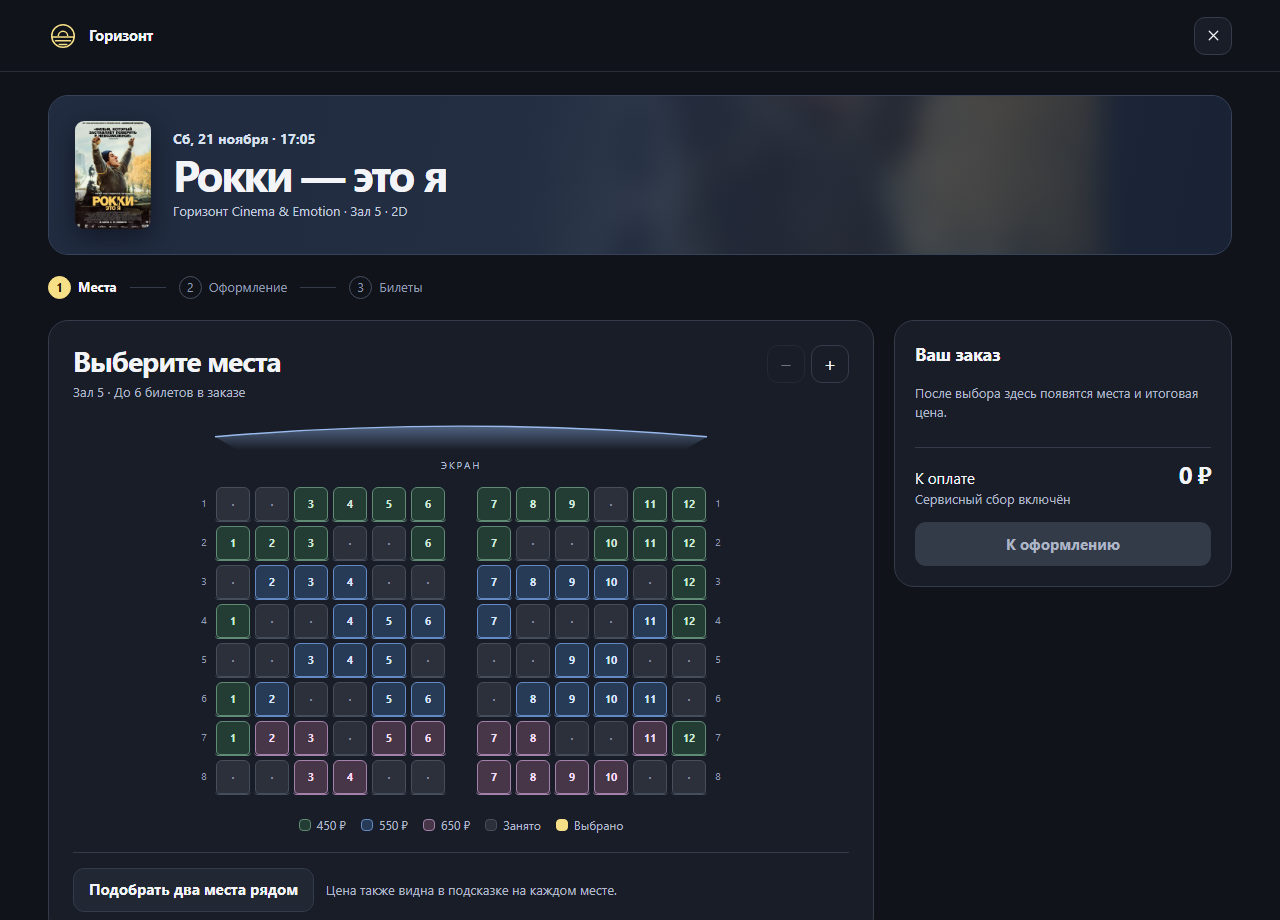 Горизонт
Сб, 21 ноября · 17:05
Рокки — это я
РОККИ-
ЭТО Я
Горизонт Cinema & Emotion · Зал 5 · 2D
1 Места
2 Оформление
3 Билеты
Выберите места
Зал 5 · До 6 билетов в заказе
− +
ЭКРАН
1 · · 3 4 5 6 7 8 9 · 11 12 1
2 1 2 3 · · 6 7 · · 10 11 12 2
3 · 2 3 4 · · 7 8 9 10 · 12 3
4 1 · · 4 5 6 7 · · · 11 12 4
5 · · 3 4 5 · · · 9 10 · · 5
6 1 2 · · 5 6 · 8 9 10 11 · 6
7 1 2 3 · 5 6 7 8 · · 11 12 7
8 · · 3 4 · · 7 8 9 10 · · 8
450 ₽ 550 ₽ 650 ₽ Занято Выбрано
Подобрать два места рядом
Цена также видна в подсказке на каждом месте.
Ваш заказ
После выбора здесь появятся места и итоговая
цена.
К оплате 0 ₽
Сервисный сбор включён
К оформлению